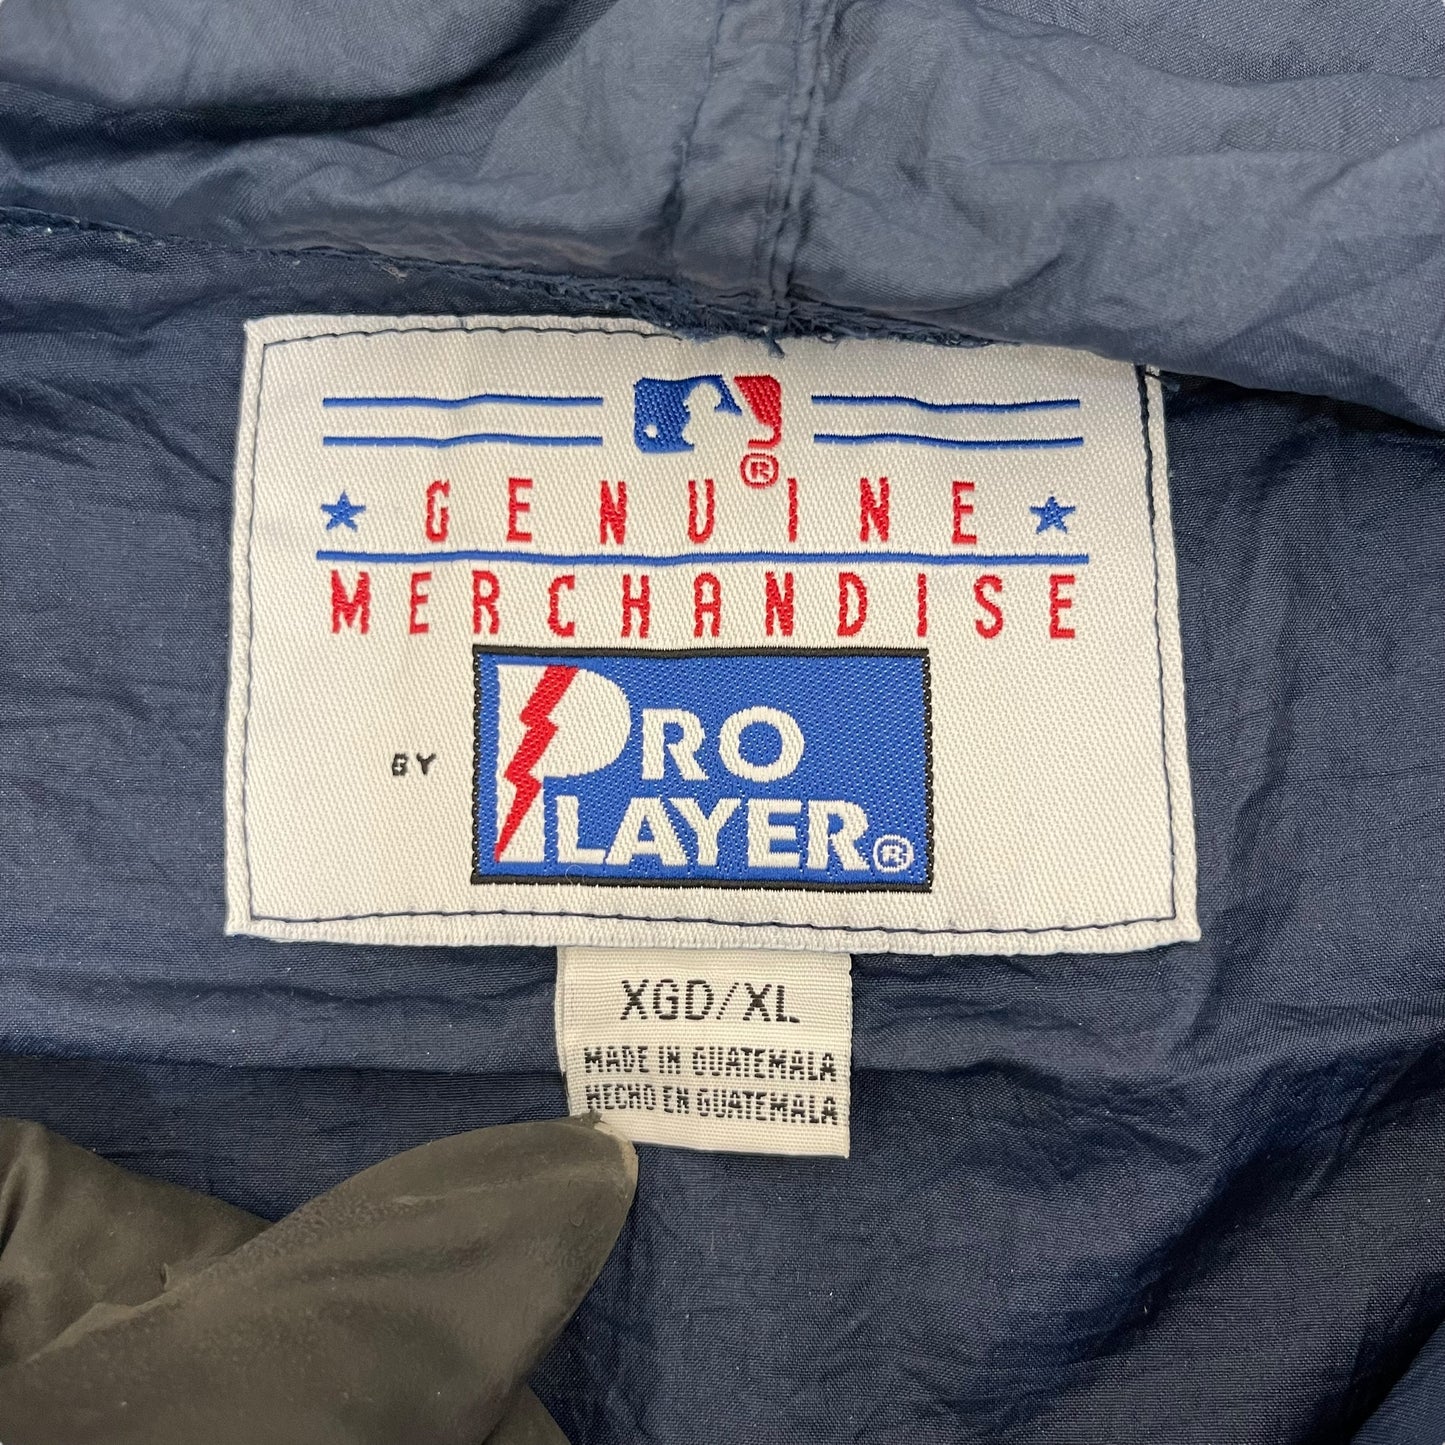 ®
GENUINE
MERCHANDISE
BY
PRO
PLAYER®
XGD/XL
MADE IN GUATEMALA
HECHO EN GUATEMALA